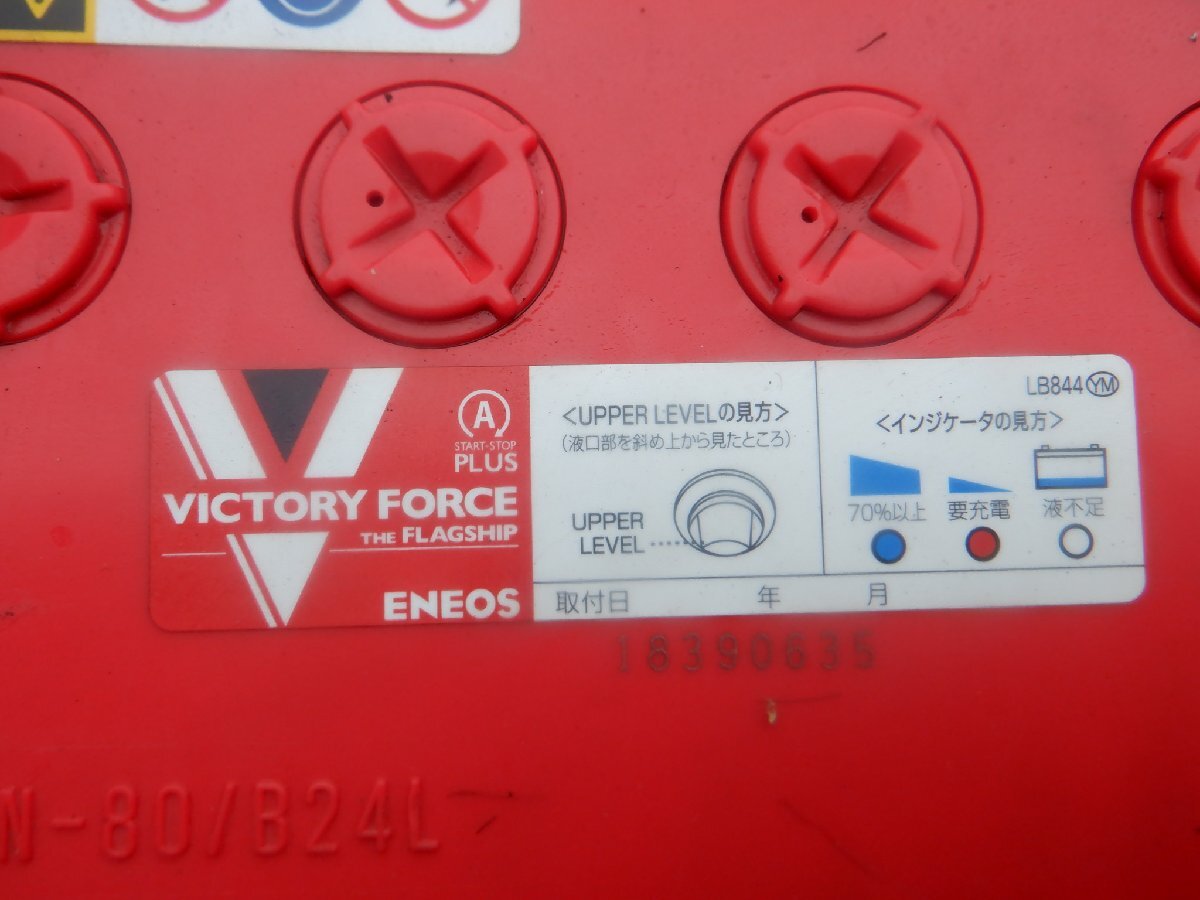 A
START-STOP
PLUS
VICTORY FORCE
THE FLAGSHIP
ENEOS
<UPPER LEVELの見方>
(液口部を斜め上から見たところ)
UPPER
LEVEL
LB844 YM
<インジケータの見方>
70%以上 要充電 液不足
取付日 年 月
18390635
N-80/B24L